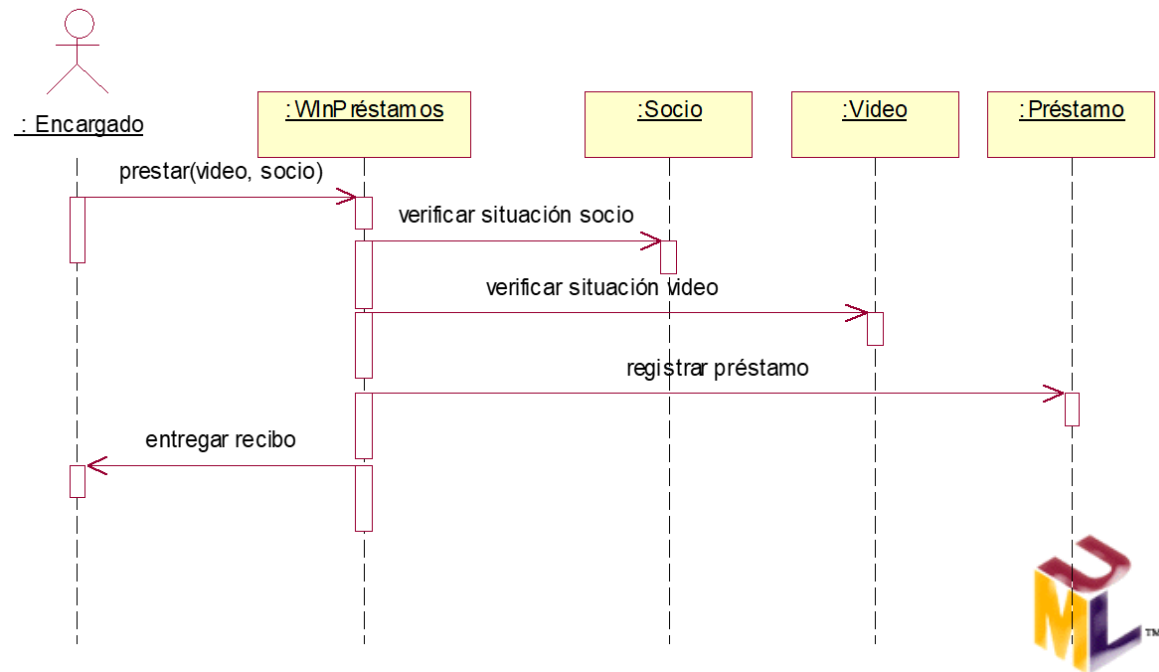 : Encargado
: WInPréstamos
:Socio
:Video
:Préstamo
prestar(video, socio)
verificar situación socio
verificar situación video
registrar préstamo
entregar recibo
UML
TM